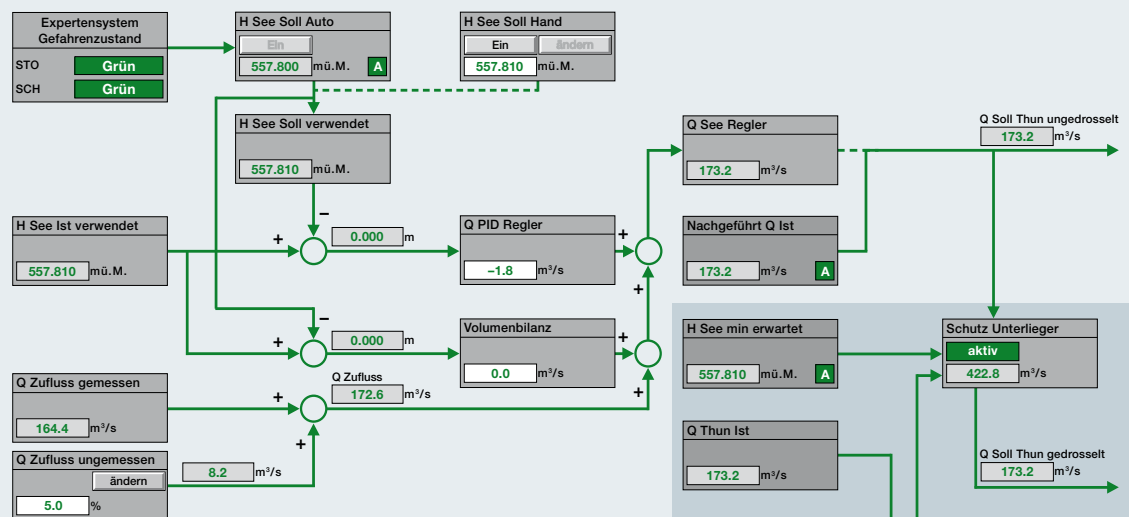 Expertensystem
Gefahrenzustand
STO Grün
SCH Grün
H See Soll Auto
Ein
557.800 mü.M. A
H See Soll Hand
Ein ändern
557.810 mü.M.
H See Soll verwendet
557.810 mü.M.
Q See Regler
173.2 m³/s
Q Soll Thun ungedrosselt
173.2 m³/s
H See Ist verwendet
557.810 mü.M.
−
+
0.000 m
Q PID Regler
−1.8 m³/s
+
+
Nachgeführt Q Ist
173.2 m³/s A
−
+
0.000 m
Volumenbilanz
0.0 m³/s
+
+
H See min erwartet
557.810 mü.M. A
Schutz Unterlieger
aktiv
422.8 m³/s
Q Zufluss gemessen
164.4 m³/s
+
+
Q Zufluss
172.6 m³/s
Q Thun Ist
173.2 m³/s
Q Soll Thun gedrosselt
173.2 m³/s
Q Zufluss ungemessen
ändern
5.0 %
8.2 m³/s